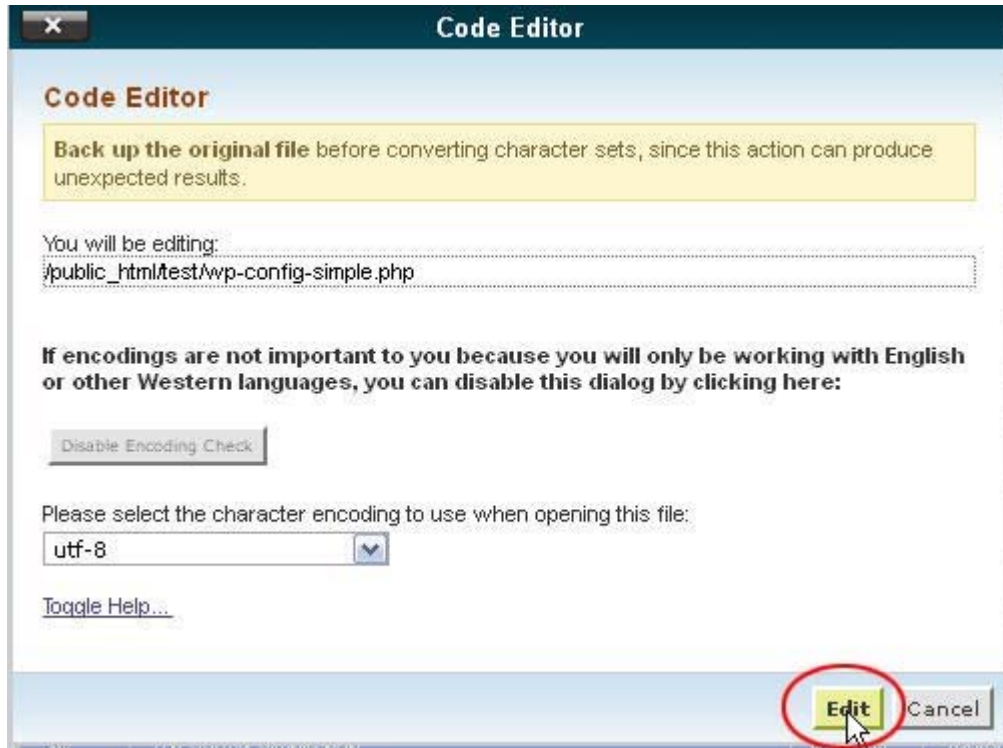 Code Editor
Code Editor
Back up the original file before converting character sets, since this action can produce
unexpected results.
You will be editing:
/public_html/test/wp-config-simple.php
If encodings are not important to you because you will only be working with English
or other Western languages, you can disable this dialog by clicking here:
Disable Encoding Check
Please select the character encoding to use when opening this file:
utf-8
Toggle Help...
Edit Cancel